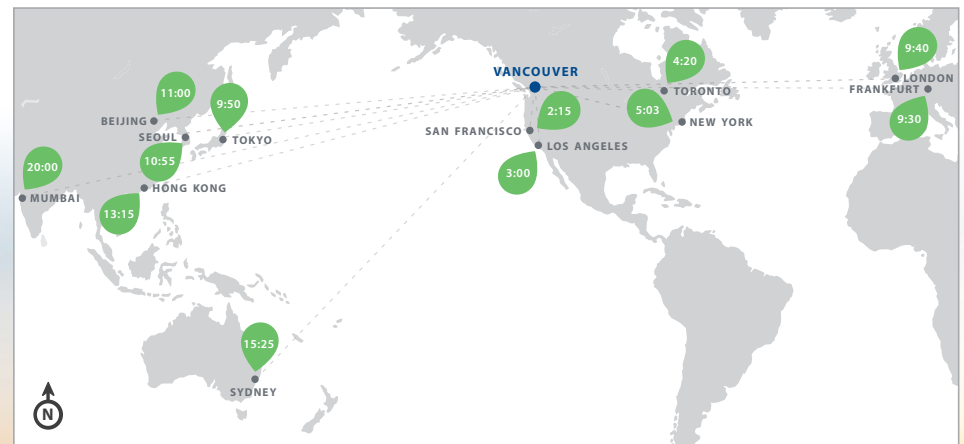 9:40
4:20
VANCOUVER
LONDON
FRANKFURT
TORONTO
11:00
9:50
2:15
5:03
9:30
BEIJING
NEW YORK
SAN FRANCISCO
SEOUL
TOKYO
LOS ANGELES
10:55
20:00
3:00
HONG KONG
MUMBAI
13:15
15:25
SYDNEY
N